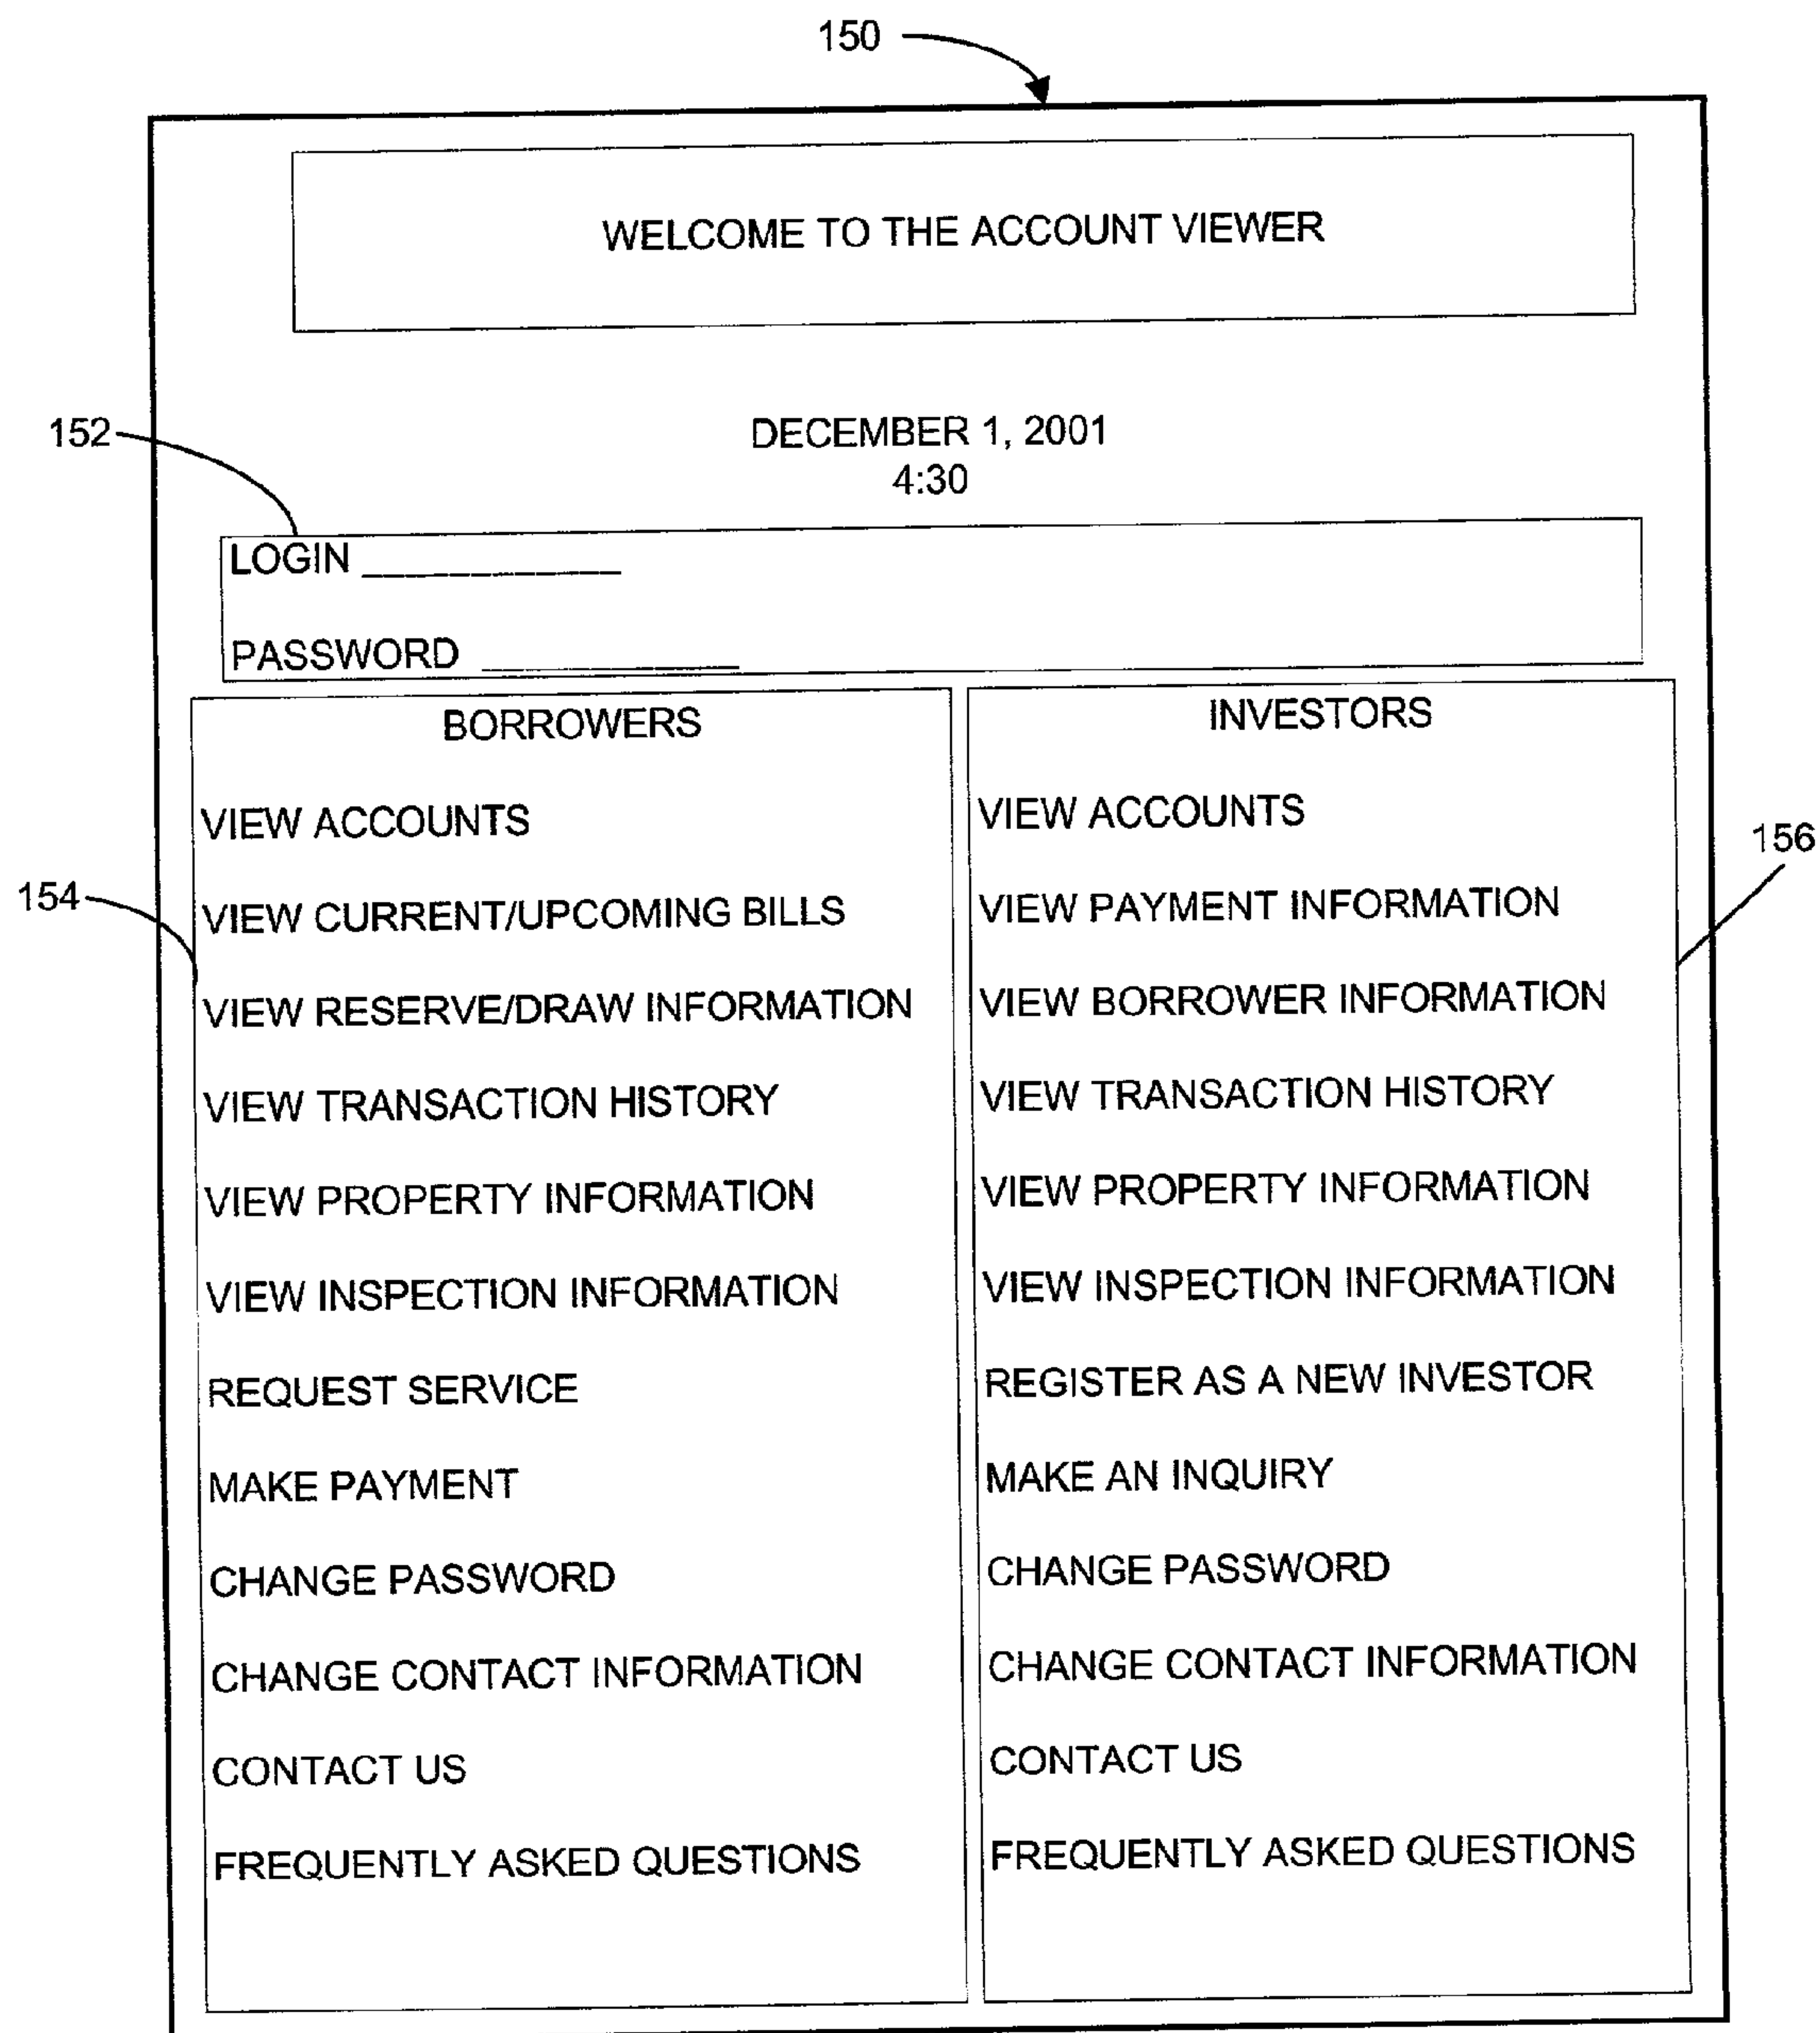 150
WELCOME TO THE ACCOUNT VIEWER
152
DECEMBER 1, 2001
4:30
LOGIN
PASSWORD
BORROWERS
VIEW ACCOUNTS
154
VIEW CURRENT/UPCOMING BILLS
VIEW RESERVE/DRAW INFORMATION
VIEW TRANSACTION HISTORY
VIEW PROPERTY INFORMATION
VIEW INSPECTION INFORMATION
REQUEST SERVICE
MAKE PAYMENT
CHANGE PASSWORD
CHANGE CONTACT INFORMATION
CONTACT US
FREQUENTLY ASKED QUESTIONS
INVESTORS
VIEW ACCOUNTS
156
VIEW PAYMENT INFORMATION
VIEW BORROWER INFORMATION
VIEW TRANSACTION HISTORY
VIEW PROPERTY INFORMATION
VIEW INSPECTION INFORMATION
REGISTER AS A NEW INVESTOR
MAKE AN INQUIRY
CHANGE PASSWORD
CHANGE CONTACT INFORMATION
CONTACT US
FREQUENTLY ASKED QUESTIONS